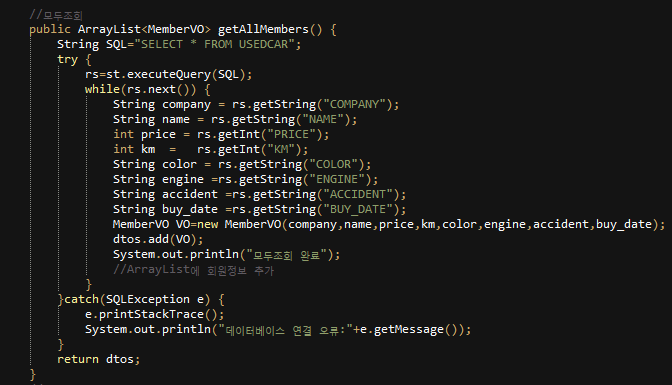 //모두조회
public ArrayList<MemberVO> getAllMembers() {
String SQL="SELECT * FROM USEDCAR";
try {
rs=st.executeQuery(SQL);
while(rs.next()) {
String company = rs.getString("COMPANY");
String name = rs.getString("NAME");
int price = rs.getInt("PRICE");
int km  =   rs.getInt("KM");
String color = rs.getString("COLOR");
String engine =rs.getString("ENGINE");
String accident =rs.getString("ACCIDENT");
String buy_date =rs.getString("BUY_DATE");
MemberVO VO=new MemberVO(company,name,price,km,color,engine,accident,buy_date);
dtos.add(VO);
System.out.println("모두조회 완료");
//ArrayList에 회원정보 추가
}
}catch(SQLException e) {
e.printStackTrace();
System.out.println("데이터베이스 연결 오류:"+e.getMessage());
}
return dtos;
}